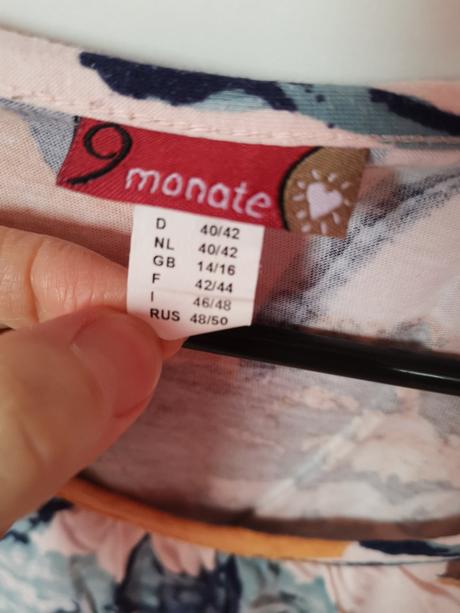 9 monate
D 40/42
NL 40/42
GB 14/16
F 42/44
I 46/48
RUS 48/50